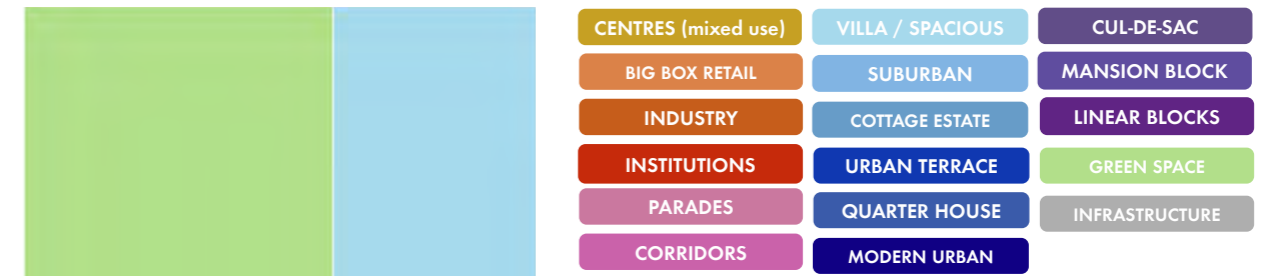 CENTRES (mixed use)
BIG BOX RETAIL
INDUSTRY
INSTITUTIONS
PARADES
CORRIDORS
VILLA / SPACIOUS
SUBURBAN
COTTAGE ESTATE
URBAN TERRACE
QUARTER HOUSE
MODERN URBAN
CUL-DE-SAC
MANSION BLOCK
LINEAR BLOCKS
GREEN SPACE
INFRASTRUCTURE